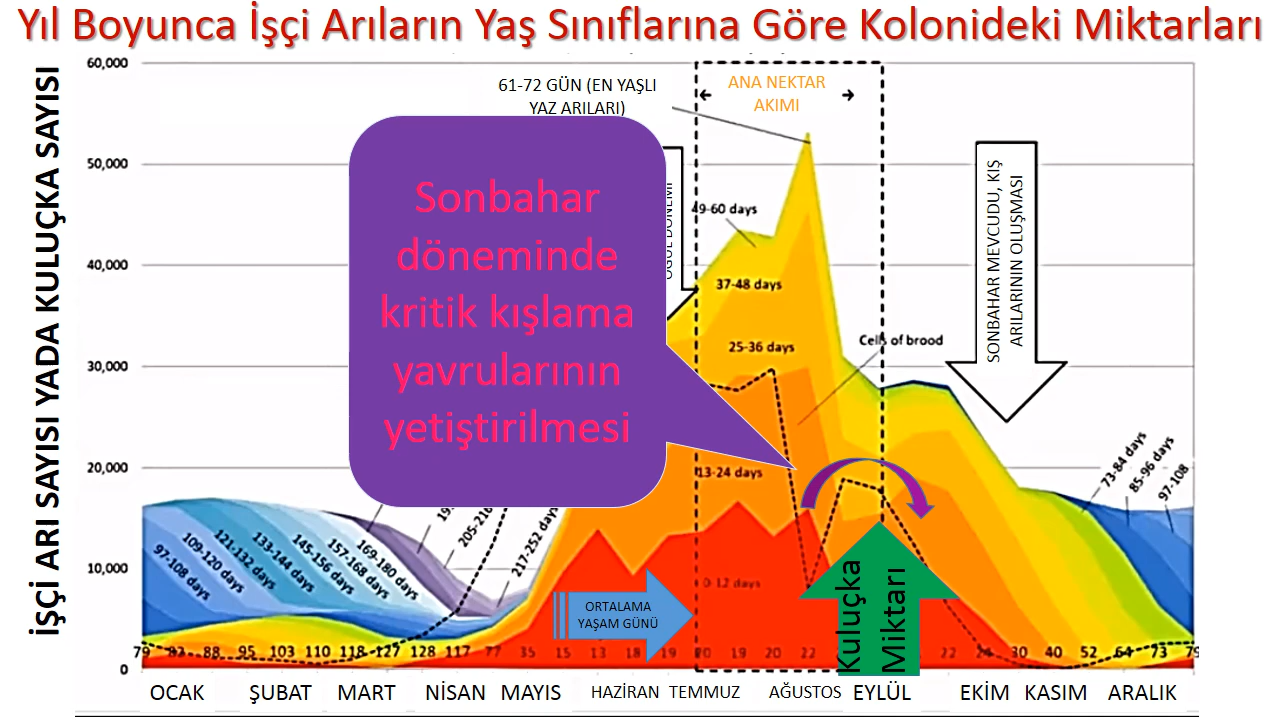 Yıl Boyunca İşçi Arıların Yaş Sınıflarına Göre Kolonideki Miktarları
İŞÇİ ARI SAYISI YADA KULUÇKA SAYISI
60,000
50,000
40,000
30,000
20,000
10,000
0
61-72 GÜN (EN YAŞLI
YAZ ARILARI)
ANA NEKTAR
AKIMI
Sonbahar
döneminde
kritik kışlama
yavrularının
yetiştirilmesi
OĞUL DÖNEMİ
SONBAHAR MEVCUDU, KIŞ
ARILARININ OLUŞMASI
49-60 days
37-48 days
25-36 days
Cells of brood
13-24 days
0-12 days
73-84 days
85-96 days
97-108
97-108 days
109-120 days
121-132 days
133-144 days
145-156 days
157-168 days
169-180 days
205-216
217-252 days
ORTALAMA
YAŞAM GÜNÜ
Kuluçka
Miktarı
79 83 88 95 103 110 118 127 128 117 77 35 15 13 18 19 20 19 20 22 22 24 30 40 52 64 73 79
OCAK ŞUBAT MART NİSAN MAYIS HAZİRAN TEMMUZ AĞUSTOS EYLÜL EKİM KASIM ARALIK